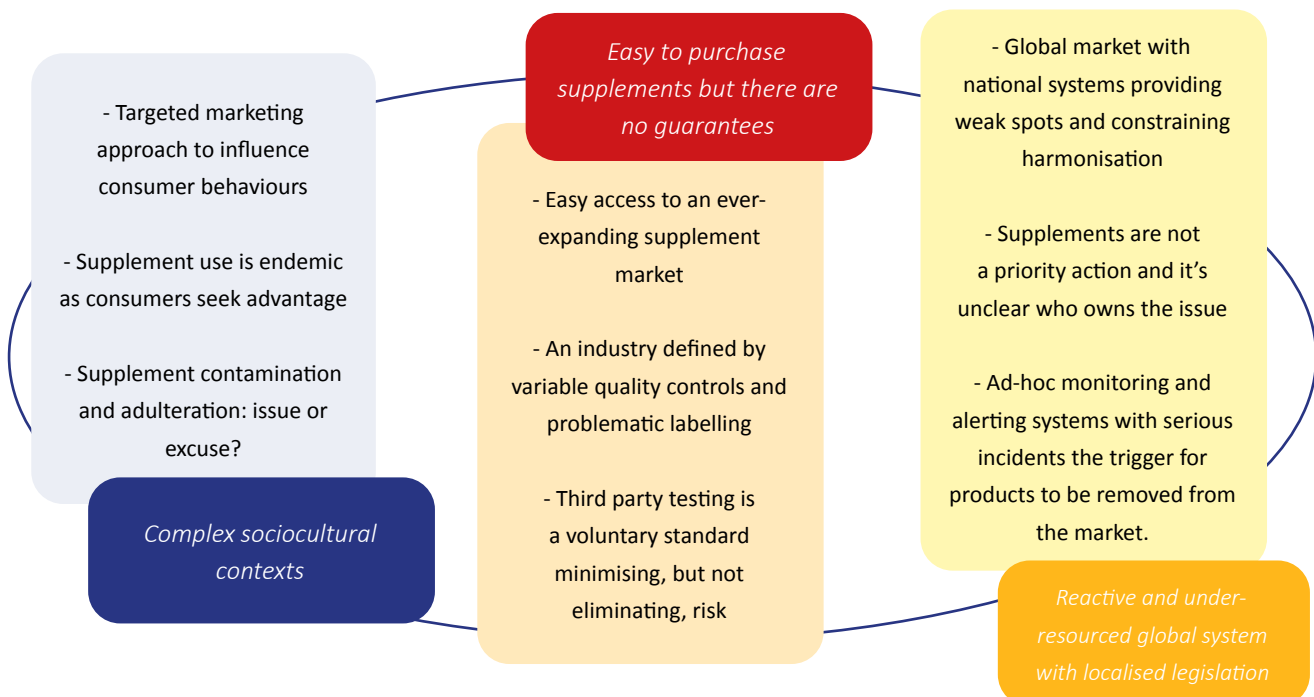 - Targeted marketing
approach to influence
consumer behaviours
- Supplement use is endemic
as consumers seek advantage
- Supplement contamination
and adulteration: issue or
excuse?
Complex sociocultural
contexts
Easy to purchase
supplements but there are
no guarantees
- Easy access to an ever-
expanding supplement
market
- An industry defined by
variable quality controls and
problematic labelling
- Third party testing is
a voluntary standard
minimising, but not
eliminating, risk
- Global market with
national systems providing
weak spots and constraining
harmonisation
- Supplements are not
a priority action and it’s
unclear who owns the issue
- Ad-hoc monitoring and
alerting systems with serious
incidents the trigger for
products to be removed from
the market.
Reactive and under-
resourced global system
with localised legislation